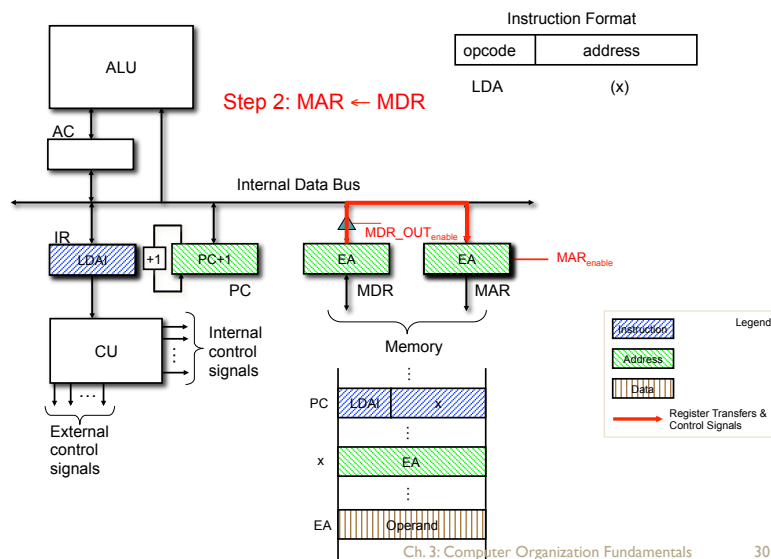 Instruction Format
opcode address
LDA (x)
ALU
Step 2: MAR ← MDR
AC
Internal Data Bus
MDR_OUTenable
IR
LDAI
+1
PC+1
PC
EA
MDR
EA
MAR
MARenable
CU
...
⋮
Internal
control
signals
...
External
control
signals
Memory
⋮
PC LDAI x
⋮ ⋮
x EA
⋮ ⋮
EA Operand
Legend
Instruction
Address
Data
Register Transfers &
Control Signals
Ch. 3: Computer Organization Fundamentals 30